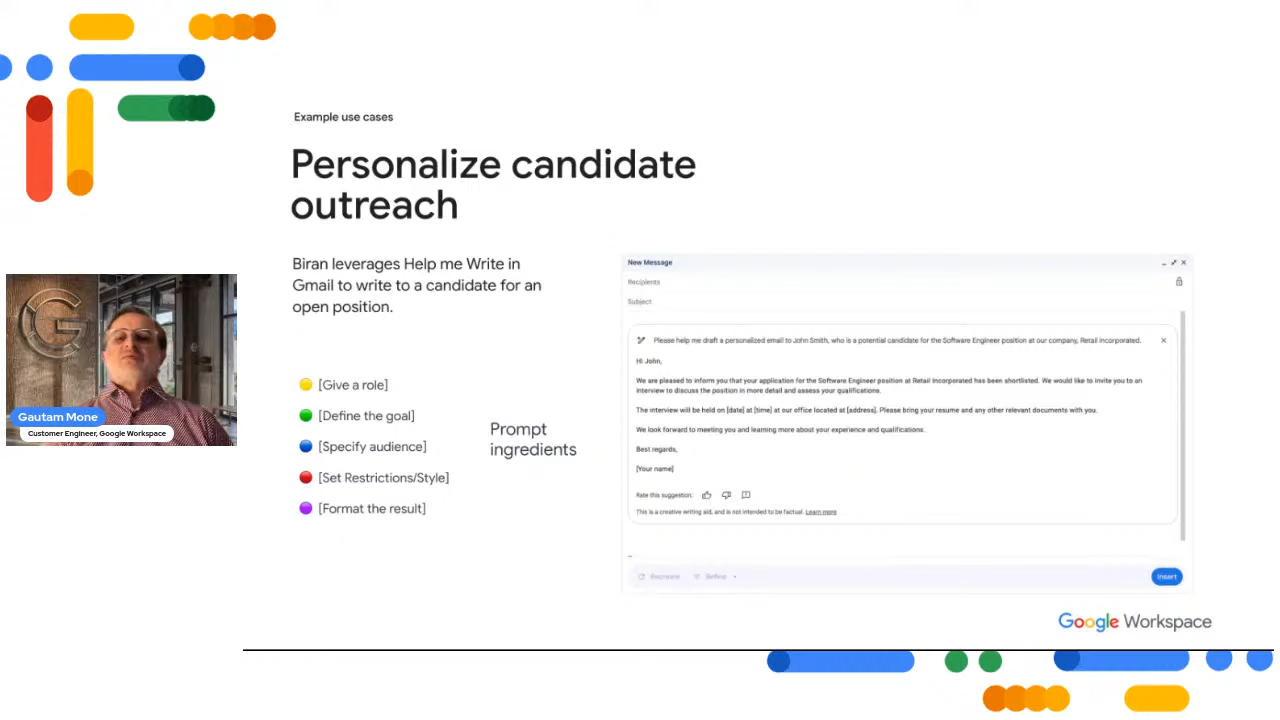 Example use cases
Personalize candidate
outreach
Biran leverages Help me Write in
Gmail to write to a candidate for an
open position.
[Give a role]
[Define the goal]
[Specify audience]
[Set Restrictions/Style]
[Format the result]
Prompt
ingredients
New Message
Recipients
Subject
Please help me draft a personalized email to John Smith, who is a potential candidate for the Software Engineer position at our company, Retail Incorporated.
Hi John,
We are pleased to inform you that your application for the Software Engineer position at Retail Incorporated has been shortlisted. We would like to invite you to an
interview to discuss the position in more detail and assess your qualifications.
The interview will be held on [date] at [time] at our office located at [address]. Please bring your resume and any other relevant documents with you.
We look forward to meeting you and learning more about your experience and qualifications.
Best regards,
[Your name]
Rate this suggestion:
This is a creative writing aid, and is not intended to be factual. Learn more
Recreate Refine
Insert
Gautam Mone
Customer Engineer, Google Workspace
G
Google Workspace